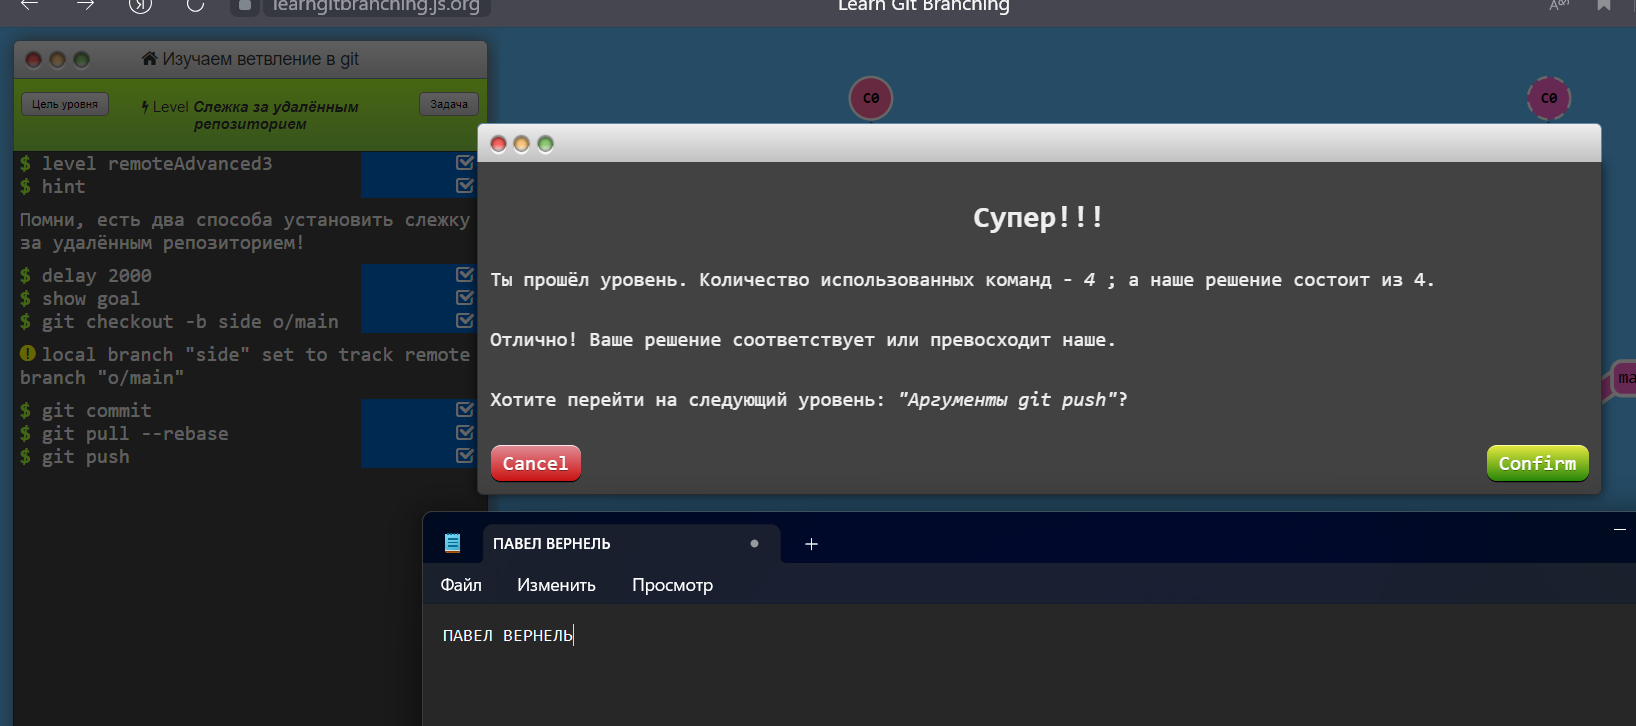 learngitbranching.js.org
Learn Git Branching
Изучаем ветвление в git
Цель уровня
Level Слежка за удалённым
репозиторием
Задача
C0
C0
$ level remoteAdvanced3
$ hint
Помни, есть два способа установить слежку
за удалённым репозиторием!
$ delay 2000
$ show goal
$ git checkout -b side o/main
local branch "side" set to track remote
branch "o/main"
$ git commit
$ git pull --rebase
$ git push
Супер!!!
Ты прошёл уровень. Количество использованных команд - 4 ; а наше решение состоит из 4.
Отлично! Ваше решение соответствует или превосходит наше.
Хотите перейти на следующий уровень: "Аргументы git push"?
Cancel
Confirm
ma
ПАВЕЛ ВЕРНЕЛЬ
Файл
Изменить
Просмотр
ПАВЕЛ ВЕРНЕЛЬ